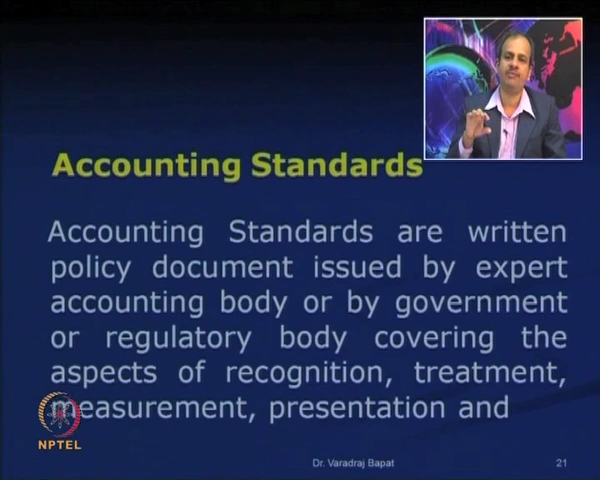 Accounting Standards
Accounting Standards are written
policy document issued by expert
accounting body or by government
or regulatory body covering the
aspects of recognition, treatment,
measurement, presentation and
NPTEL
Dr. Varadraj Bapat
21